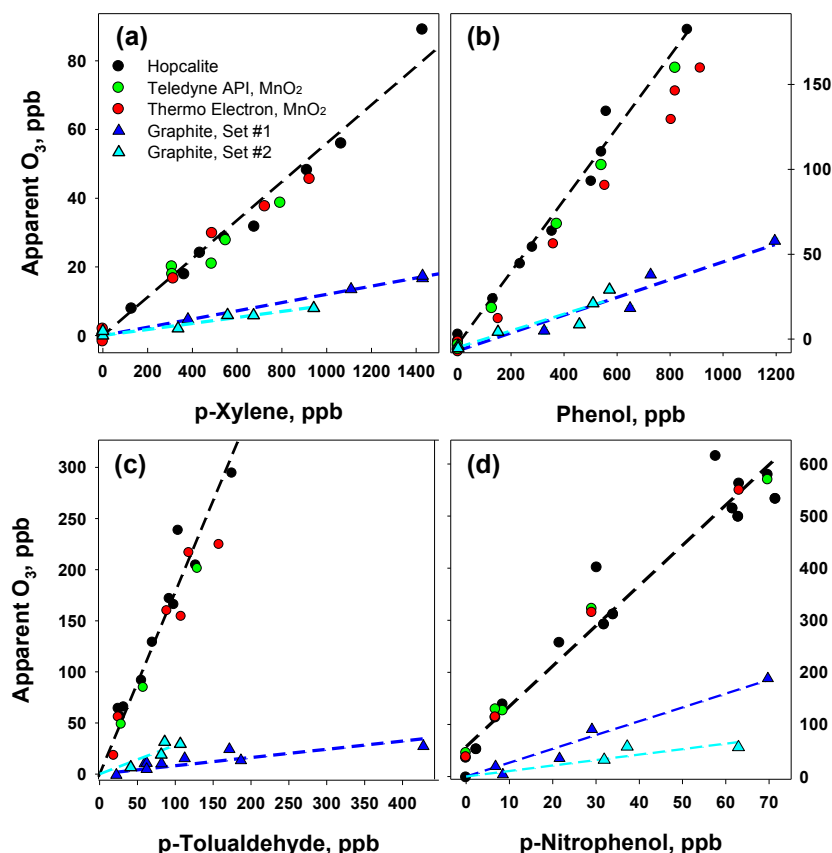 (a)
Hopcalite
Teledyne API, MnO₂
Thermo Electron, MnO₂
Graphite, Set #1
Graphite, Set #2
Apparent O₃, ppb
80
60
40
20
0
0 200 400 600 800 1000 1200 1400
p-Xylene, ppb
(b)
150
100
50
0
0 200 400 600 800 1000 1200
Phenol, ppb
(c)
Apparent O₃, ppb
300
250
200
150
100
50
0
0 100 200 300 400
p-Tolualdehyde, ppb
(d)
600
500
400
300
200
100
0
0 10 20 30 40 50 60 70
p-Nitrophenol, ppb